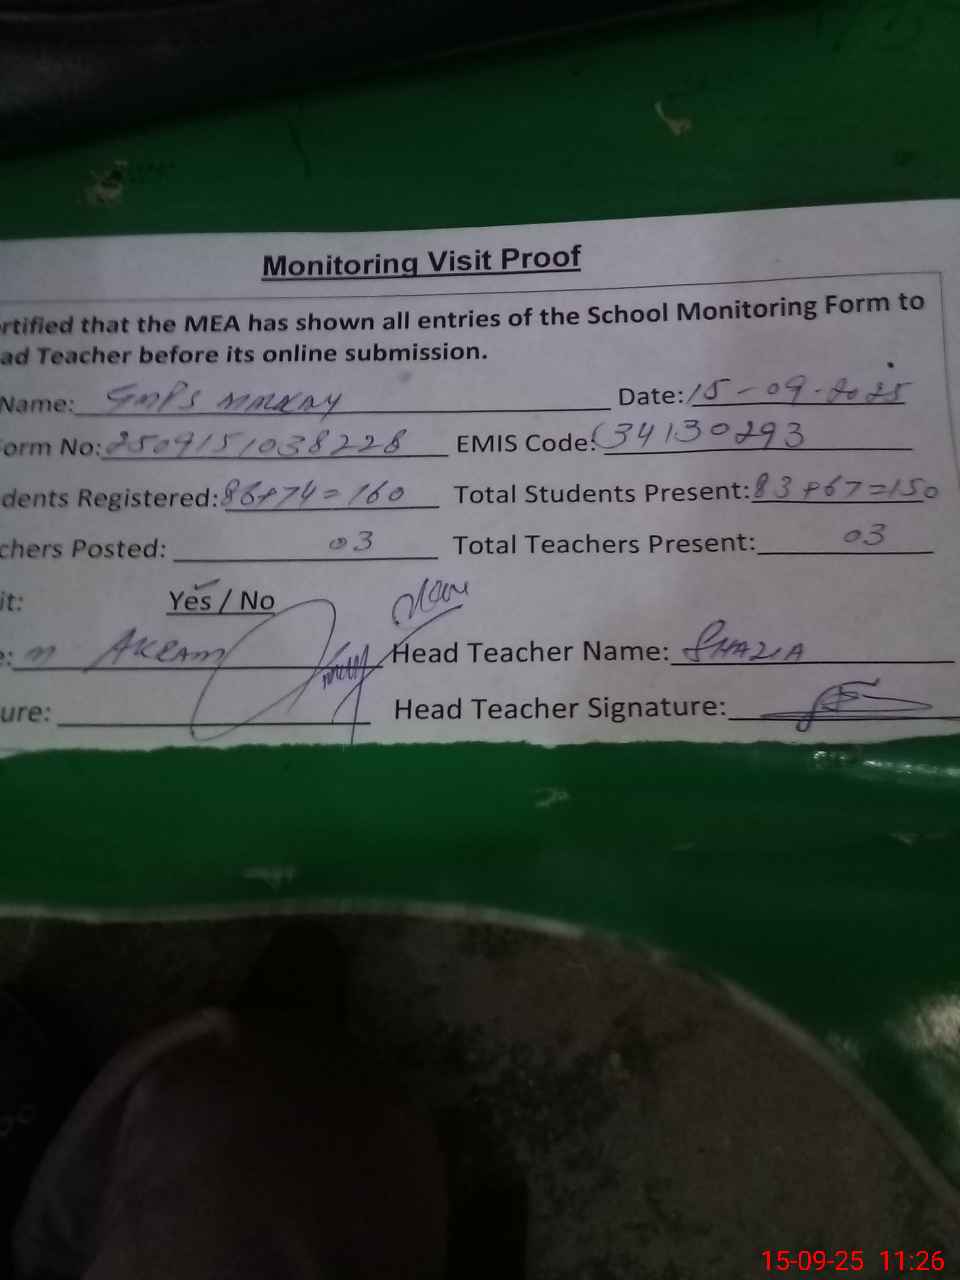 Monitoring Visit Proof
rtified that the MEA has shown all entries of the School Monitoring Form to
ad Teacher before its online submission.
Name: GMPS Date: 15-09-2025
orm No: 2509151038228 EMIS Code: 34130293
dents Registered: 86+74=160 Total Students Present: 83+67=150
chers Posted: 03 Total Teachers Present: 03
it: Yes / No
e: M AKRAM Head Teacher Name: SHAZIA
ure: Head Teacher Signature:
15-09-25 11:26